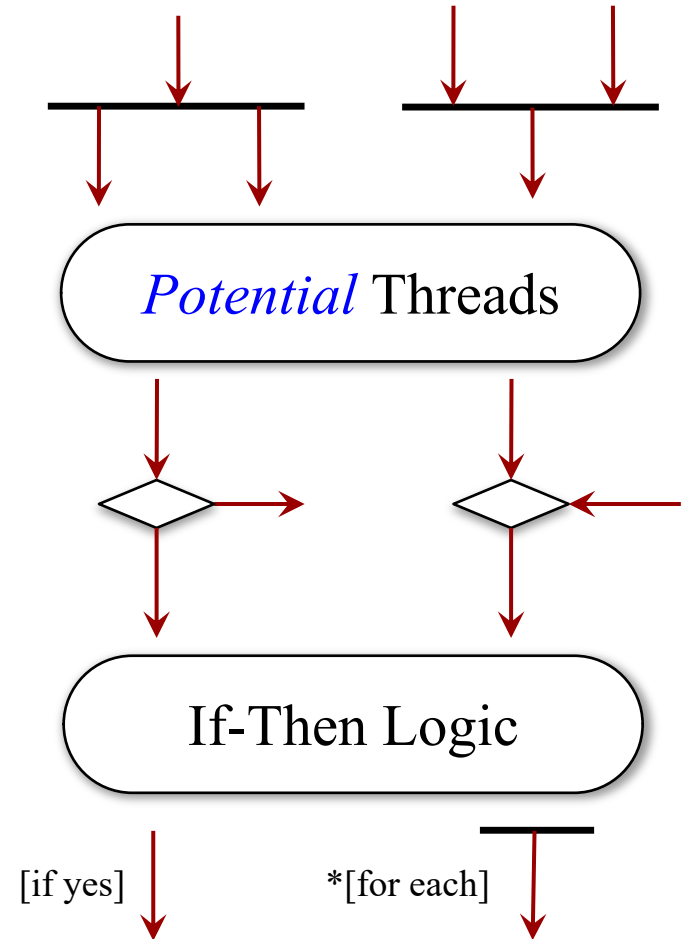 Potential Threads
If-Then Logic
[if yes] *[for each]